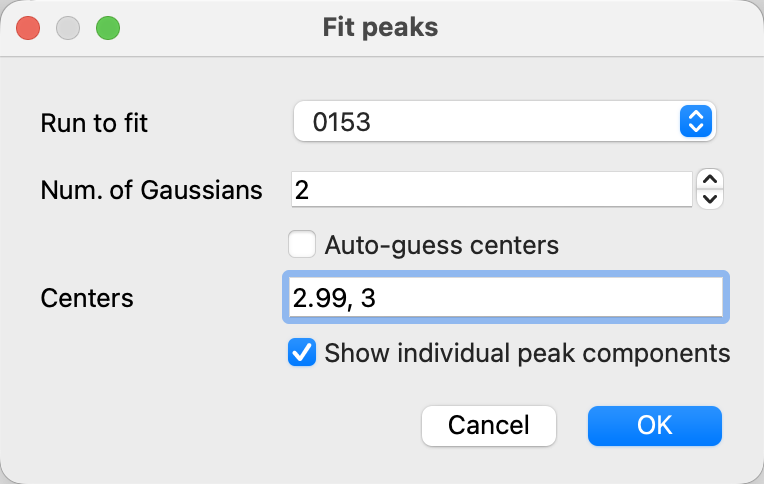 Fit peaks
Run to fit
0153
Num. of Gaussians
2
Auto-guess centers
Centers
2.99, 3
Show individual peak components
Cancel
OK